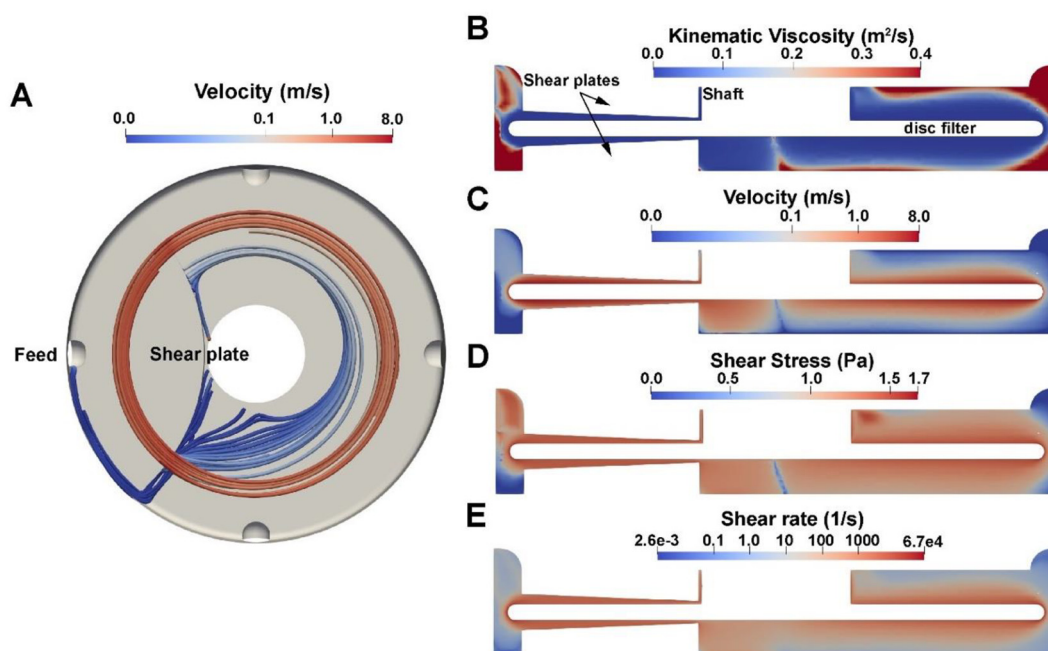 A
Velocity (m/s)
0.0 0.1 1.0 8.0
Feed
Shear plate
B
Kinematic Viscosity (m²/s)
0.0 0.1 0.2 0.3 0.4
Shear plates
Shaft
disc filter
C
Velocity (m/s)
0.0 0.1 1.0 8.0
D
Shear Stress (Pa)
0.0 0.5 1.0 1.5 1.7
E
Shear rate (1/s)
2.6e-3 0.1 1.0 10 100 1000 6.7e4